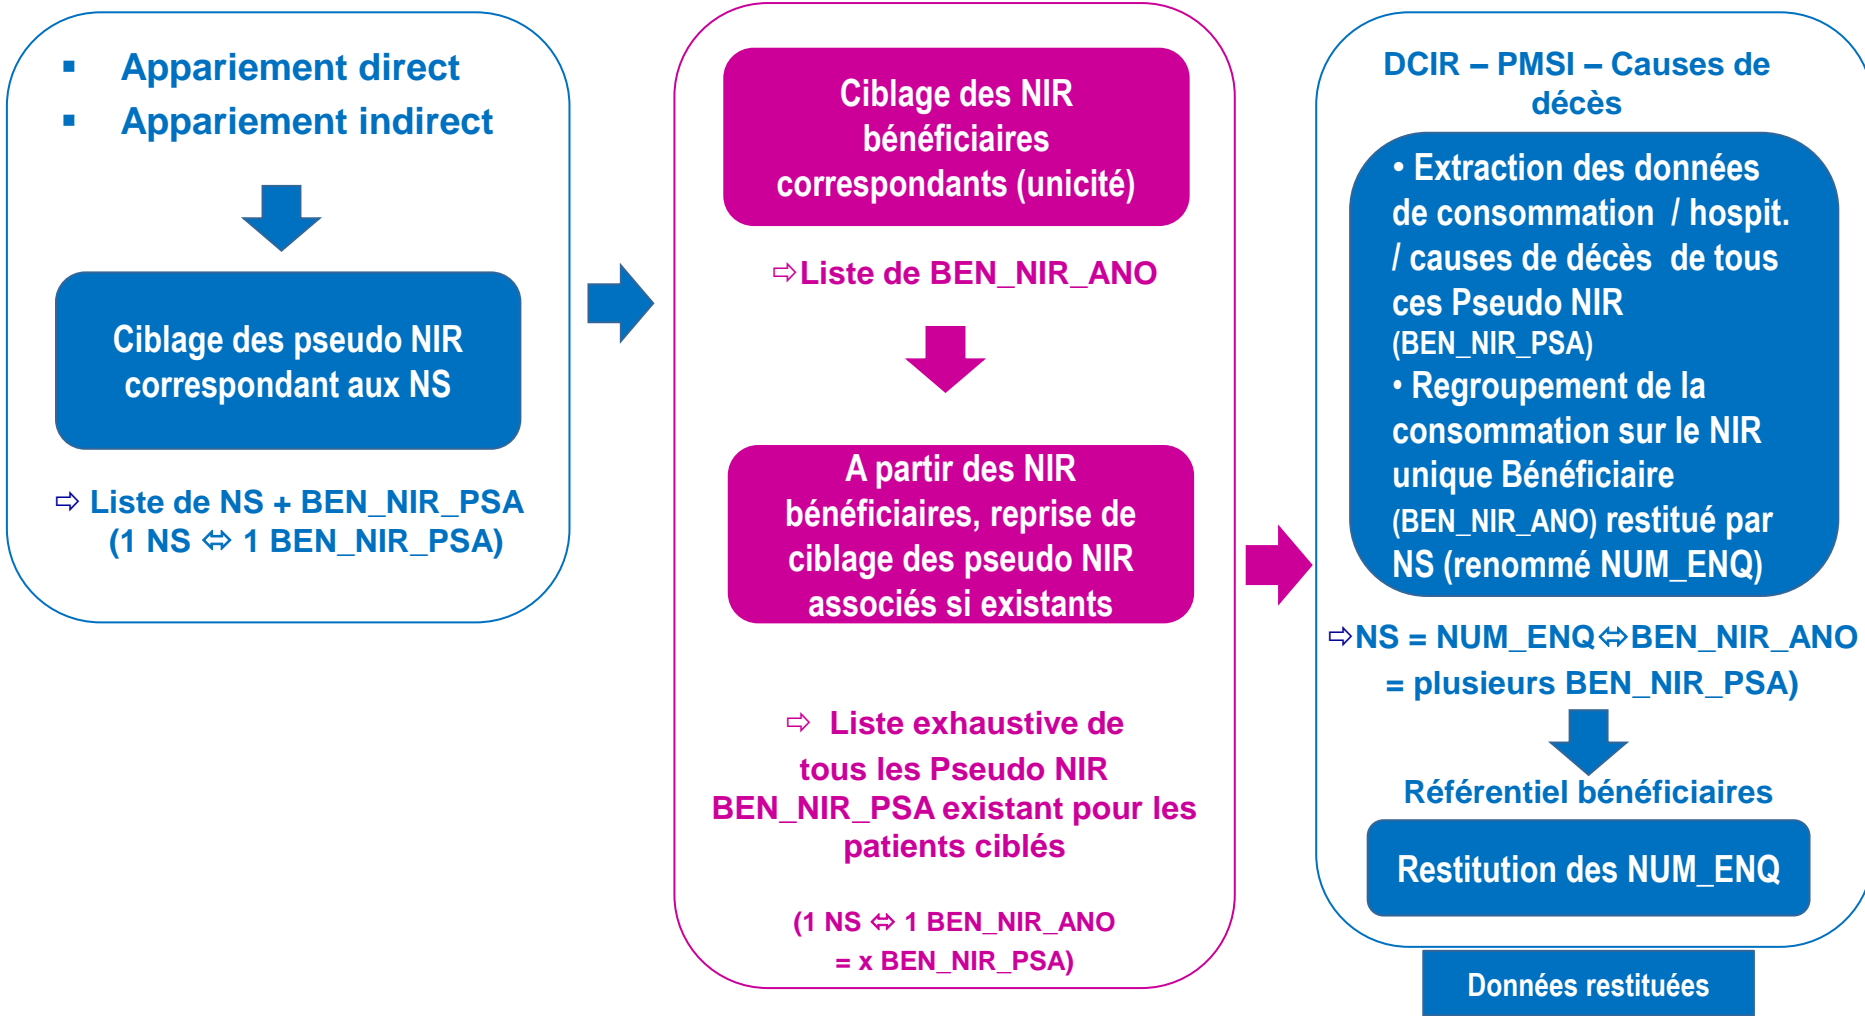 ▪ Appariement direct
▪ Appariement indirect
Ciblage des pseudo NIR
correspondant aux NS
⇨ Liste de NS + BEN_NIR_PSA
(1 NS ⇔ 1 BEN_NIR_PSA)
Ciblage des NIR
bénéficiaires
correspondants (unicité)
⇨Liste de BEN_NIR_ANO
A partir des NIR
bénéficiaires, reprise de
ciblage des pseudo NIR
associés si existants
⇨ Liste exhaustive de
tous les Pseudo NIR
BEN_NIR_PSA existant pour les
patients ciblés
(1 NS ⇔ 1 BEN_NIR_ANO
= x BEN_NIR_PSA)
DCIR – PMSI – Causes de
décès
• Extraction des données
de consommation / hospit.
/ causes de décès de tous
ces Pseudo NIR
(BEN_NIR_PSA)
• Regroupement de la
consommation sur le NIR
unique Bénéficiaire
(BEN_NIR_ANO) restitué par
NS (renommé NUM_ENQ)
⇨NS = NUM_ENQ⇔BEN_NIR_ANO
= plusieurs BEN_NIR_PSA)
Référentiel bénéficiaires
Restitution des NUM_ENQ
Données restituées